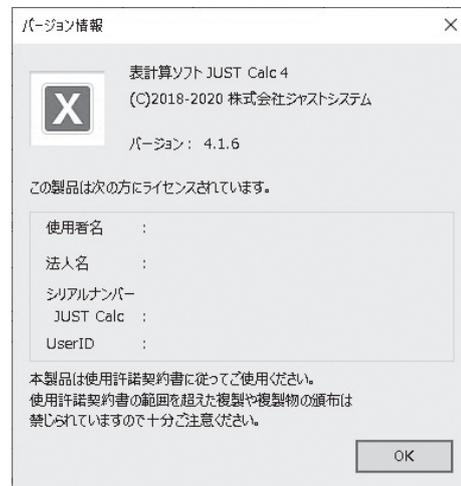 バージョン情報
×
X
表計算ソフト JUST Calc 4
(C)2018-2020 株式会社ジャストシステム
バージョン： 4.1.6
この製品は次の方にライセンスされています。
使用者名 :
法人名 :
シリアルナンバー
JUST Calc :
UserID :
本製品は使用許諾契約書に従ってご使用ください。
使用許諾契約書の範囲を超えた複製や複製物の頒布は
禁じられていますので十分ご注意ください。
OK